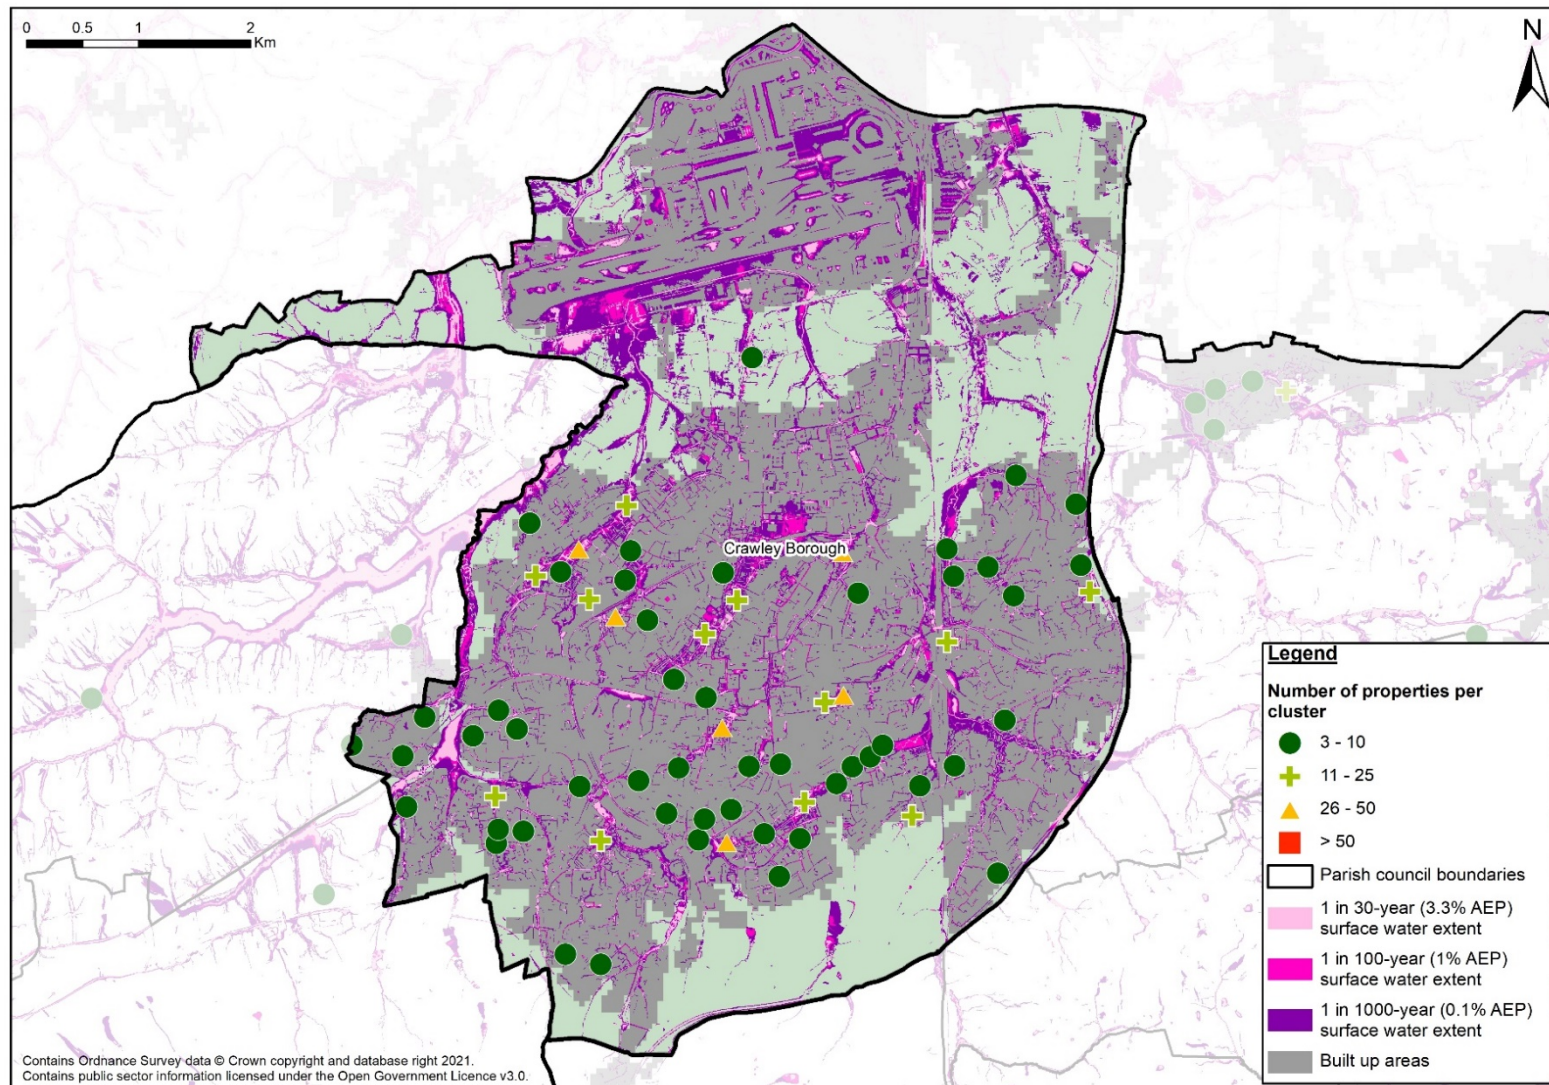 0 0.5 1 2
Km
N
Crawley Borough
Legend
Number of properties per
cluster
3 - 10
11 - 25
26 - 50
> 50
Parish council boundaries
1 in 30-year (3.3% AEP)
surface water extent
1 in 100-year (1% AEP)
surface water extent
1 in 1000-year (0.1% AEP)
surface water extent
Built up areas
Contains Ordnance Survey data © Crown copyright and database right 2021.
Contains public sector information licensed under the Open Government Licence v3.0.